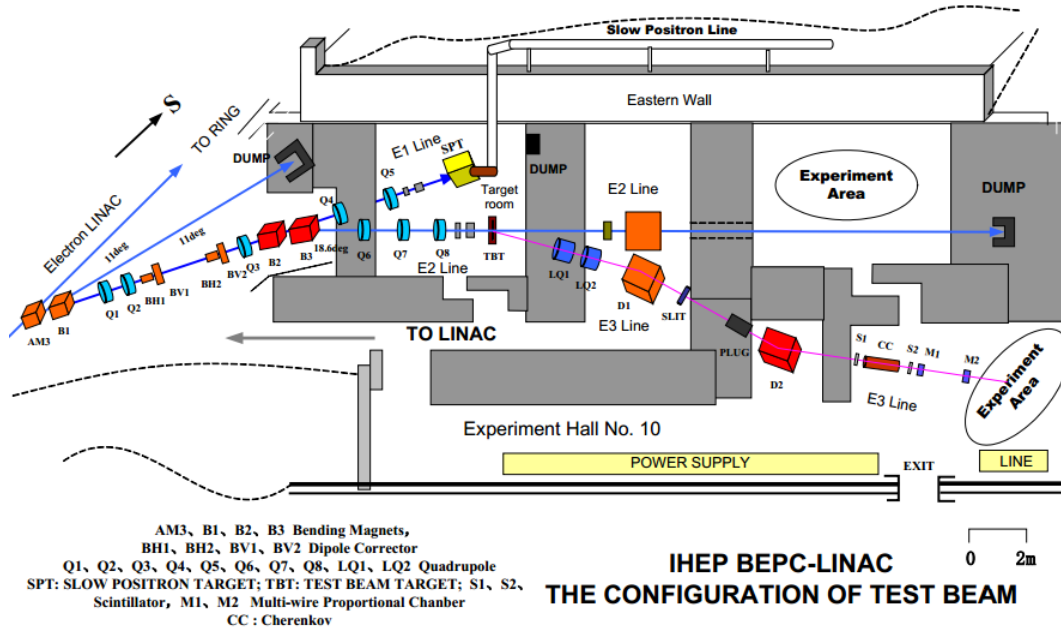 Slow Positron Line
Eastern Wall
S
TO RING
DUMP
E1 Line
SPT
Q5
Q4
Target
room
DUMP
E2 Line
Experiment
Area
DUMP
Electron LINAC
11deg
11deg
18.6deg
AM3
B1
Q1
Q2
BH1
BV1
BH2
BV2
Q3
B2
B3
Q6
Q7
Q8
TBT
E2 Line
LQ1
LQ2
D1
E3 Line
SLIT
PLUG
D2
S1
CC
S2
M1
M2
E3 Line
Experiment
Area
TO LINAC
Experiment Hall No. 10
POWER SUPPLY
EXIT
LINE
AM3、B1、B2、B3 Bending Magnets,
BH1、BH2、BV1、BV2 Dipole Corrector
Q1、Q2、Q3、Q4、Q5、Q6、Q7、Q8、LQ1、LQ2 Quadrupole
SPT: SLOW POSITRON TARGET; TBT: TEST BEAM TARGET; S1、S2、
Scintillator, M1、M2 Multi-wire Proportional Chanber
CC : Cherenkov
0 2m
IHEP BEPC-LINAC
THE CONFIGURATION OF TEST BEAM